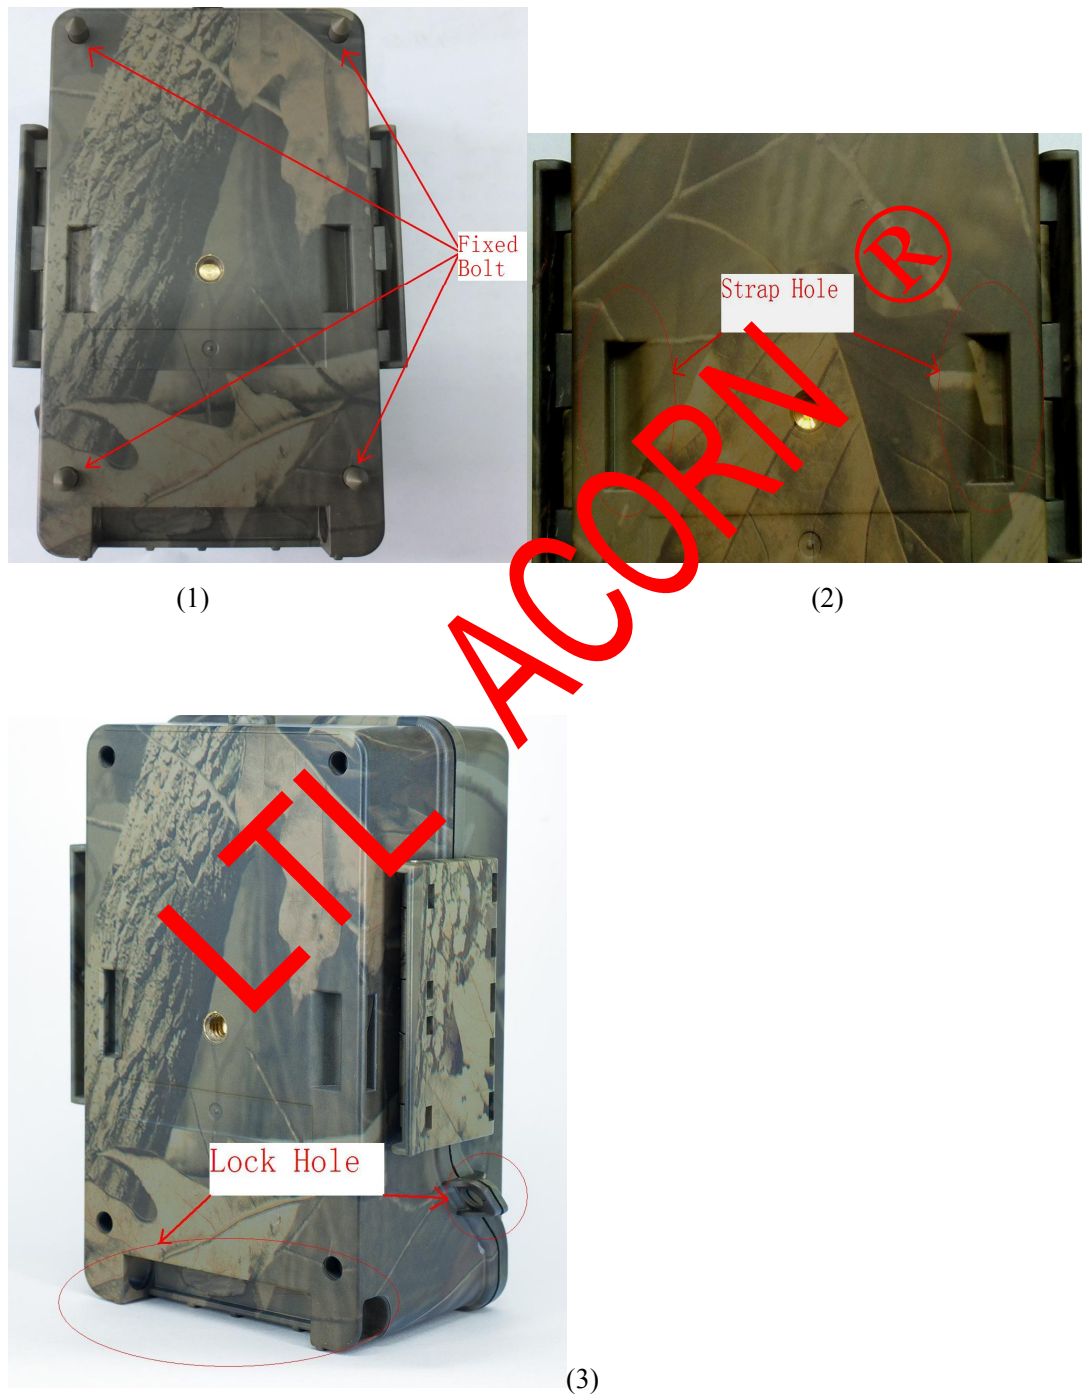 Fixed
Bolt
Strap Hole
(1)
(2)
LTL ACORN ®
Lock Hole
(3)